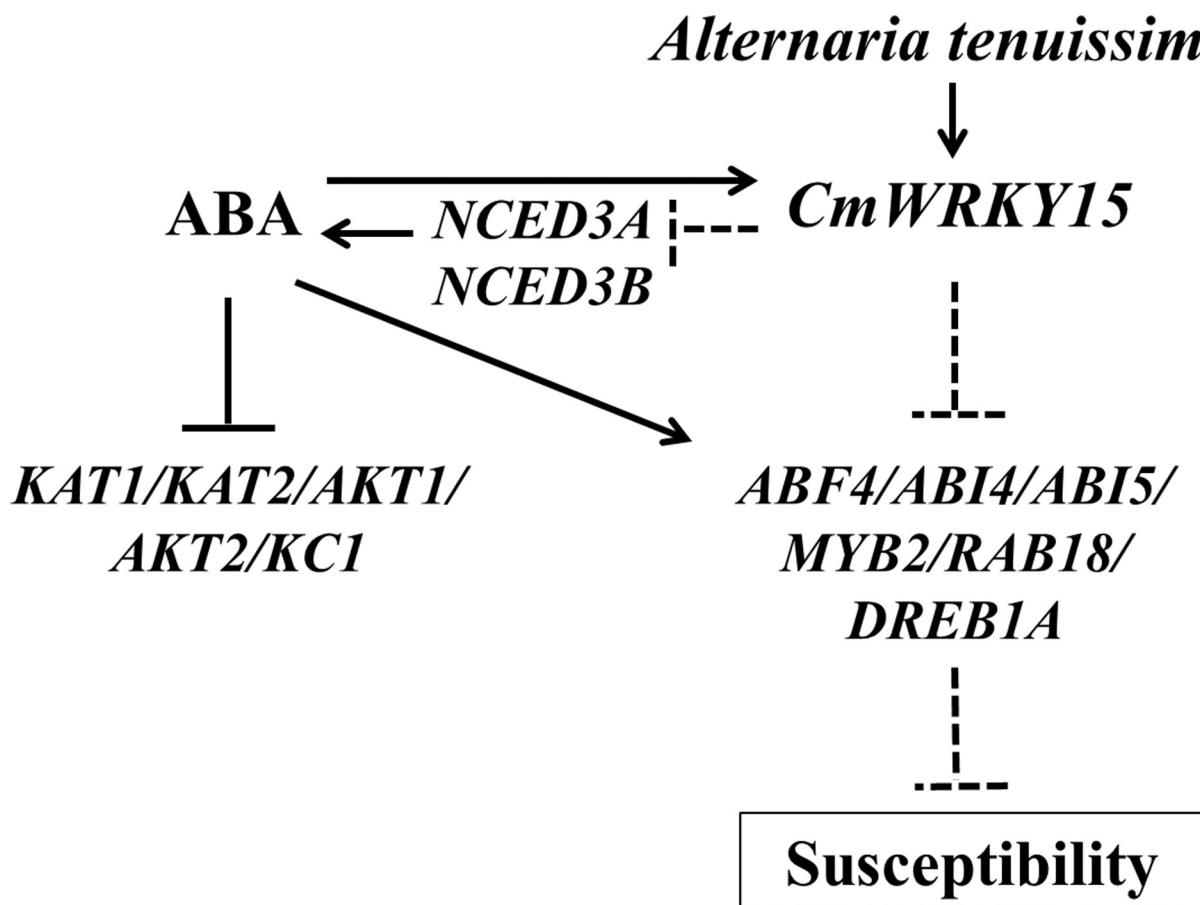 Alternaria tenuissim
ABA
NCED3A
CmWRKY15
NCED3B
KAT1/KAT2/AKT1/
AKT2/KC1
ABF4/ABI4/ABI5/
MYB2/RAB18/
DREB1A
Susceptibility